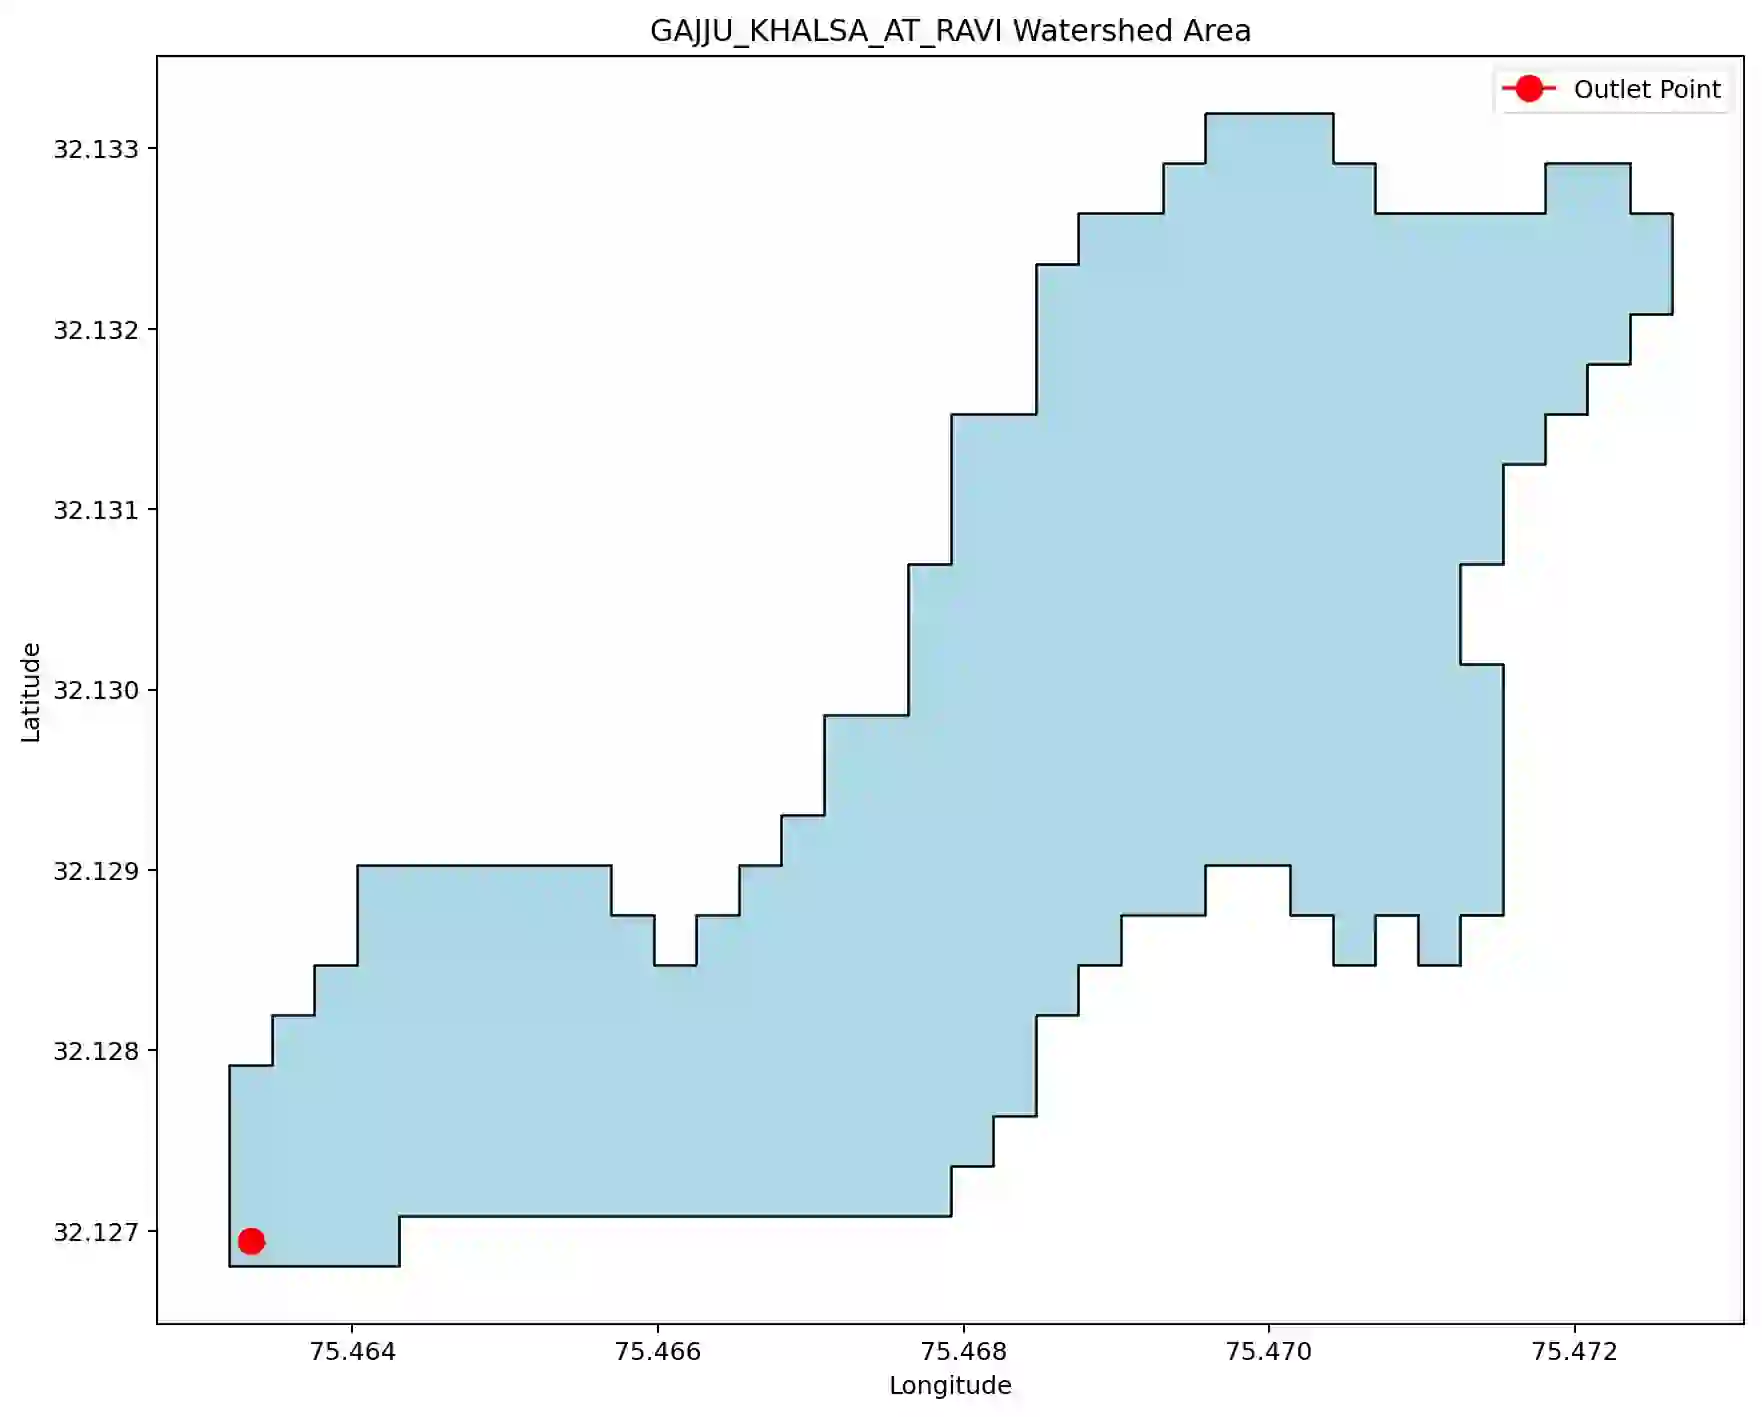 GAJJU_KHALSA_AT_RAVI Watershed Area
Outlet Point
32.133
32.132
32.131
32.130
32.129
32.128
32.127
Latitude
75.464 75.466 75.468 75.470 75.472
Longitude